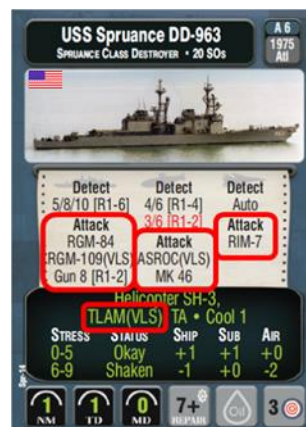 USS Spruance DD-963
Spruance Class Destroyer • 20 SOs
A 6
1975
Atl
Detect
5/8/10 [R1-6]
Attack
RGM-84
RGM-109(VLS)
Gun 8 [R1-2]
Detect
4/6 [R1-4]
3/6 [R1-2]
Attack
ASROC(VLS)
MK 46
Detect
Auto
Attack
RIM-7
Helicopter SH-3,
TLAM(VLS) TA • Cool 1
Stress Status Ship Sub Air
0-5 Okay +1 +1 +0
6-9 Shaken -1 +0 -2
Spr-14
1 NM
1 TD
0 MD
7+ REPAIR
Oil
3